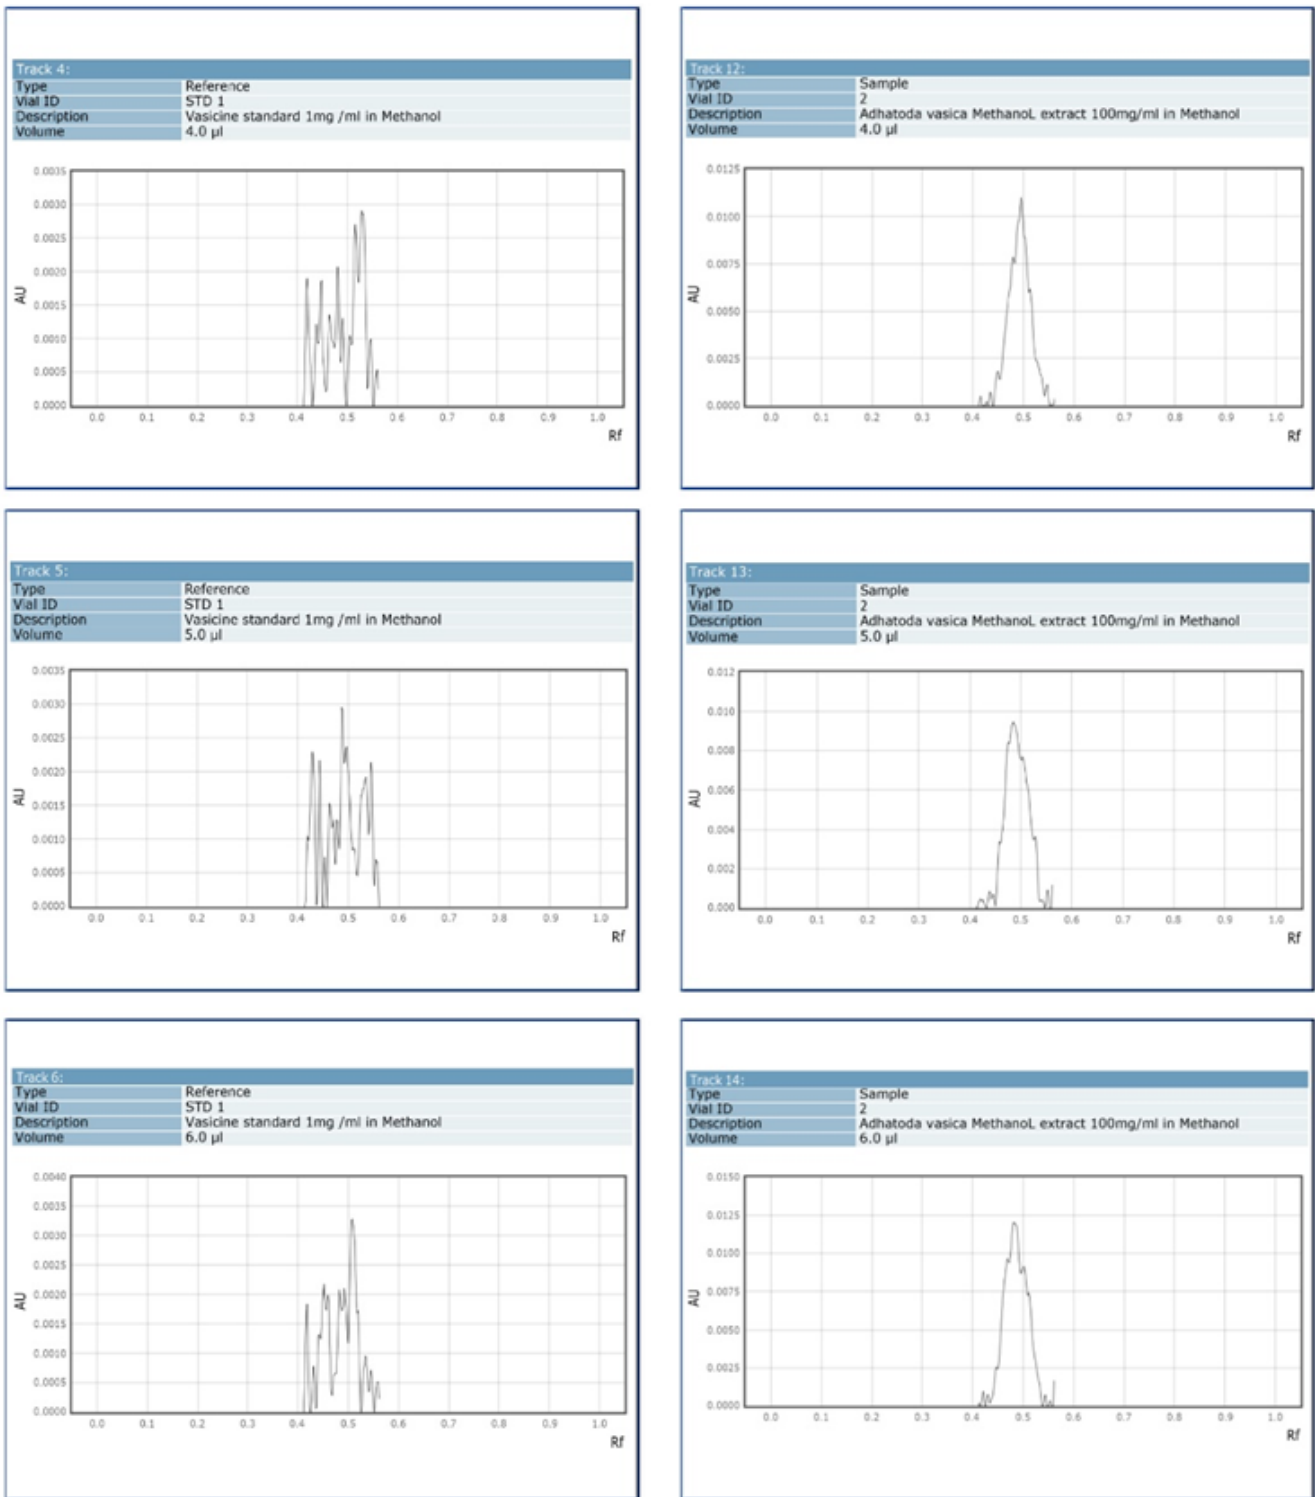 Track 4:
Type Reference
Vial ID STD 1
Description Vasicine standard 1mg /ml in Methanol
Volume 4.0 µl
0.0035
0.0030
0.0025
0.0020
0.0015
0.0010
0.0005
0.0000
AU
0.0 0.1 0.2 0.3 0.4 0.5 0.6 0.7 0.8 0.9 1.0
Rf
Track 12:
Type Sample
Vial ID 2
Description Adhatoda vasica MethanoL extract 100mg/ml in Methanol
Volume 4.0 µl
0.0125
0.0100
0.0075
0.0050
0.0025
0.0000
AU
0.0 0.1 0.2 0.3 0.4 0.5 0.6 0.7 0.8 0.9 1.0
Rf
Track 5:
Type Reference
Vial ID STD 1
Description Vasicine standard 1mg /ml in Methanol
Volume 5.0 µl
0.0035
0.0030
0.0025
0.0020
0.0015
0.0010
0.0005
0.0000
AU
0.0 0.1 0.2 0.3 0.4 0.5 0.6 0.7 0.8 0.9 1.0
Rf
Track 13:
Type Sample
Vial ID 2
Description Adhatoda vasica MethanoL extract 100mg/ml in Methanol
Volume 5.0 µl
0.012
0.010
0.008
0.006
0.004
0.002
0.000
AU
0.0 0.1 0.2 0.3 0.4 0.5 0.6 0.7 0.8 0.9 1.0
Rf
Track 6:
Type Reference
Vial ID STD 1
Description Vasicine standard 1mg /ml in Methanol
Volume 6.0 µl
0.0040
0.0035
0.0030
0.0025
0.0020
0.0015
0.0010
0.0005
0.0000
AU
0.0 0.1 0.2 0.3 0.4 0.5 0.6 0.7 0.8 0.9 1.0
Rf
Track 14:
Type Sample
Vial ID 2
Description Adhatoda vasica MethanoL extract 100mg/ml in Methanol
Volume 6.0 µl
0.0150
0.0125
0.0100
0.0075
0.0050
0.0025
0.0000
AU
0.0 0.1 0.2 0.3 0.4 0.5 0.6 0.7 0.8 0.9 1.0
Rf